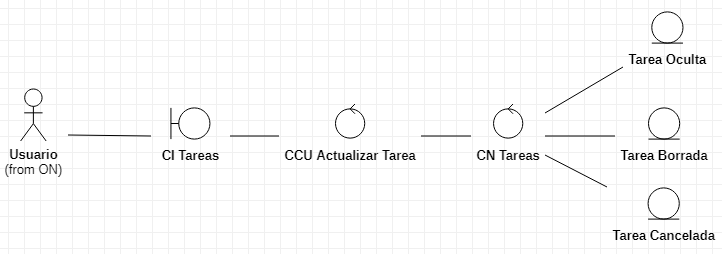 Tarea Oculta
Usuario
(from ON)
CI Tareas
CCU Actualizar Tarea
CN Tareas
Tarea Borrada
Tarea Cancelada